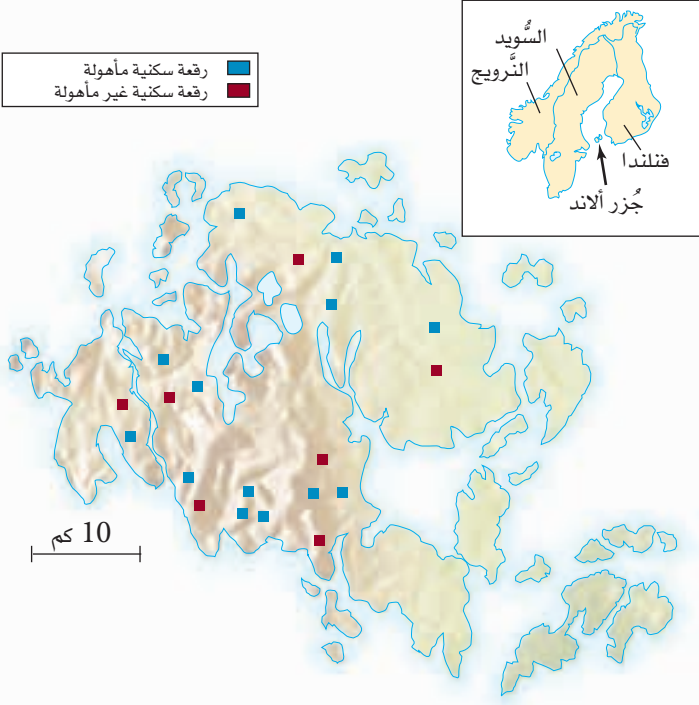 رقعة سكنية مأهولة
رقعة سكنية غير مأهولة
السُّويد
النَّرويج
فنلندا
جُزر ألاند
10 كم